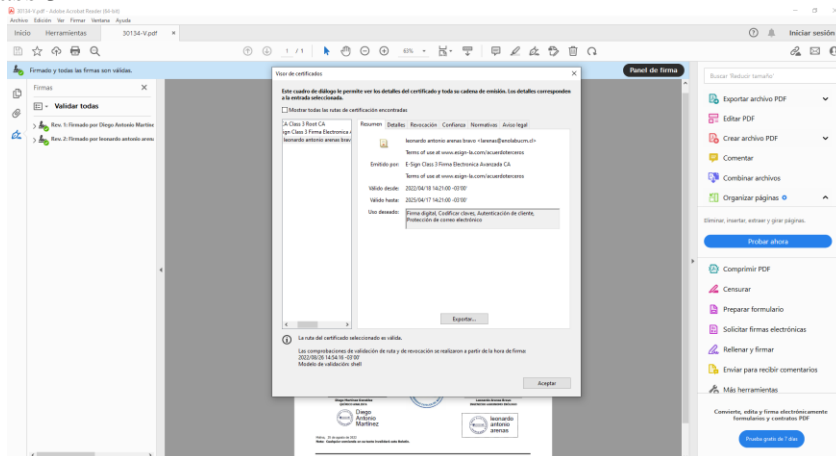 30134-V.pdf - Adobe Acrobat Reader DC (64-bit)
Archivo Edición Ver Firmar Ventana Ayuda
Inicio Herramientas 30134-V.pdf × Iniciar sesión
1 / 1 63%
Firmado y todas las firmas son válidas. Panel de firma
Firmas ×
Validar todas
Rev. 1: Firmado por Diego Antonio Martinez
Rev. 2: Firmado por leonardo antonio arenas
Visor de certificados ×
Este cuadro de diálogo le permite ver los detalles del certificado y toda su cadena de emisión. Los detalles corresponden
a la entrada seleccionada.
Mostrar todas las rutas de certificación encontradas
A Class 3 Root CA
ign Class 3 Firma Electronica
leonardo antonio arenas brav
Resumen Detalles Revocación Confianza Normativas Aviso legal
leonardo antonio arenas bravo <larenas@enolabucm.cl>
Terms of use at www.esign-la.com/acuerdoterceros
Emitido por: E-Sign Class 3 Firma Electronica Avanzada CA
Terms of use at www.esign-la.com/acuerdoterceros
Válido desde: 2022/04/18 14:21:00 -03'00'
Válido hasta: 2025/04/17 14:21:00 -03'00'
Uso deseado: Firma digital, Codificar claves, Autenticación de cliente,
Protección de correo electrónico
Exportar...
La ruta del certificado seleccionado es válida.
Las comprobaciones de validación de ruta y de revocación se realizaron a partir de la hora de firma:
2022/08/26 14:54:16 -03'00'
Modelo de validación: shell
Aceptar
Diego
Antonio
Martinez
leonardo
antonio
arenas
Buscar 'Reducir tamaño'
Exportar archivo PDF
Editar PDF
Crear archivo PDF
Comentar
Combinar archivos
Organizar páginas
Eliminar, insertar, extraer y girar páginas.
Probar ahora
Comprimir PDF
Censurar
Preparar formulario
Solicitar firmas electrónicas
Rellenar y firmar
Enviar para recibir comentarios
Más herramientas
Convierte, edita y firma electrónicamente
formularios y contratos PDF
Prueba gratis de 7 días